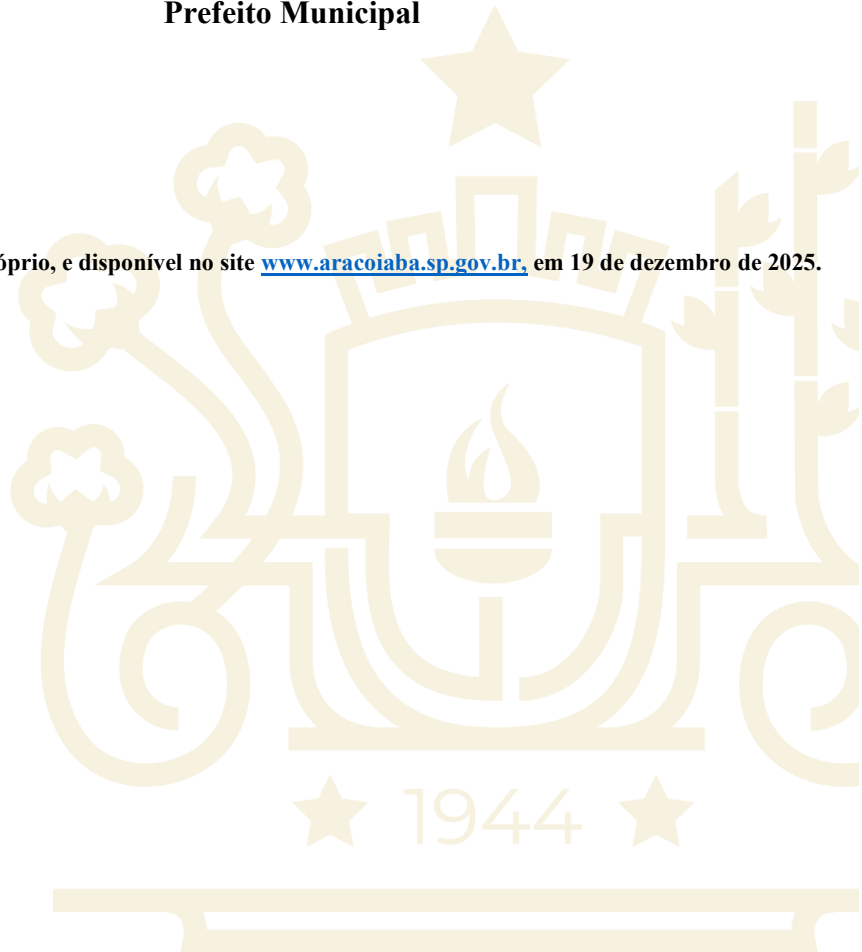 Prefeito Municipal
óprio, e disponível no site www.aracoiaba.sp.gov.br, em 19 de dezembro de 2025.
1944